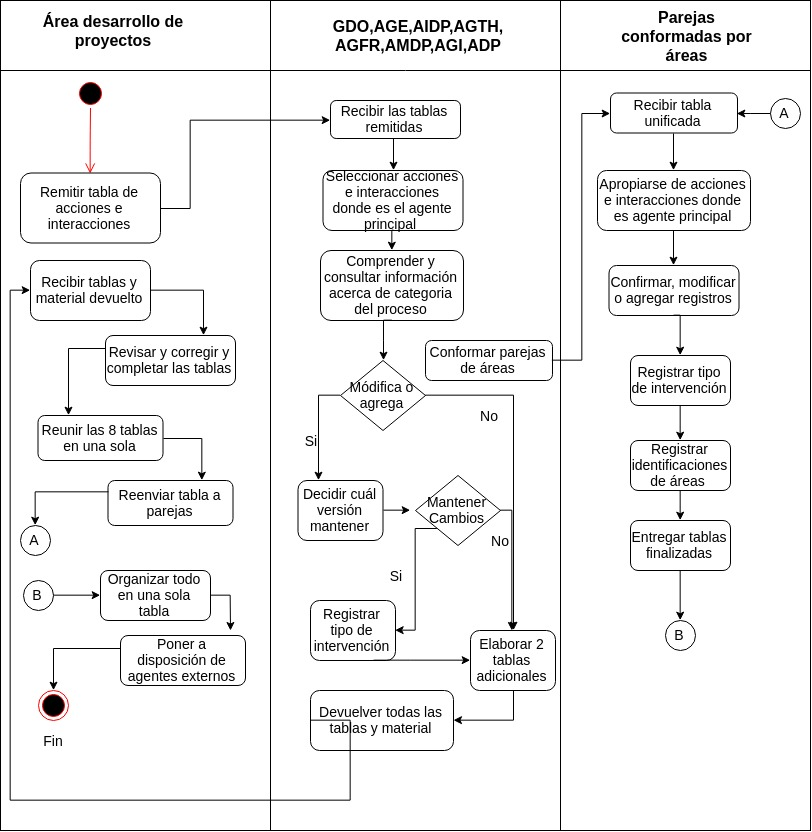 Área desarrollo de
proyectos
GDO,AGE,AIDP,AGTH,
AGFR,AMDP,AGI,ADP
Parejas
conformadas por
áreas
Remitir tabla de
acciones e
interacciones
Recibir tablas y
material devuelto
Revisar y corregir y
completar las tablas
Reunir las 8 tablas
en una sola
Reenviar tabla a
parejas
A
B
Organizar todo
en una sola
tabla
Poner a
disposición de
agentes externos
Fin
Recibir las tablas
remitidas
Seleccionar acciones
e interacciones
donde es el agente
principal
Comprender y
consultar información
acerca de categoria
del proceso
Conformar parejas
de áreas
Módifica o
agrega
Si
No
Decidir cuál
versión
mantener
Mantener
Cambios
Si
No
Registrar
tipo de
intervención
Elaborar 2
tablas
adicionales
Devuelver todas las
tablas y material
Recibir tabla
unificada
A
Apropiarse de acciones
e interacciones donde
es agente principal
Confirmar, modificar
o agregar registros
Registrar tipo
de intervención
Registrar
identificaciones
de áreas
Entregar tablas
finalizadas
B